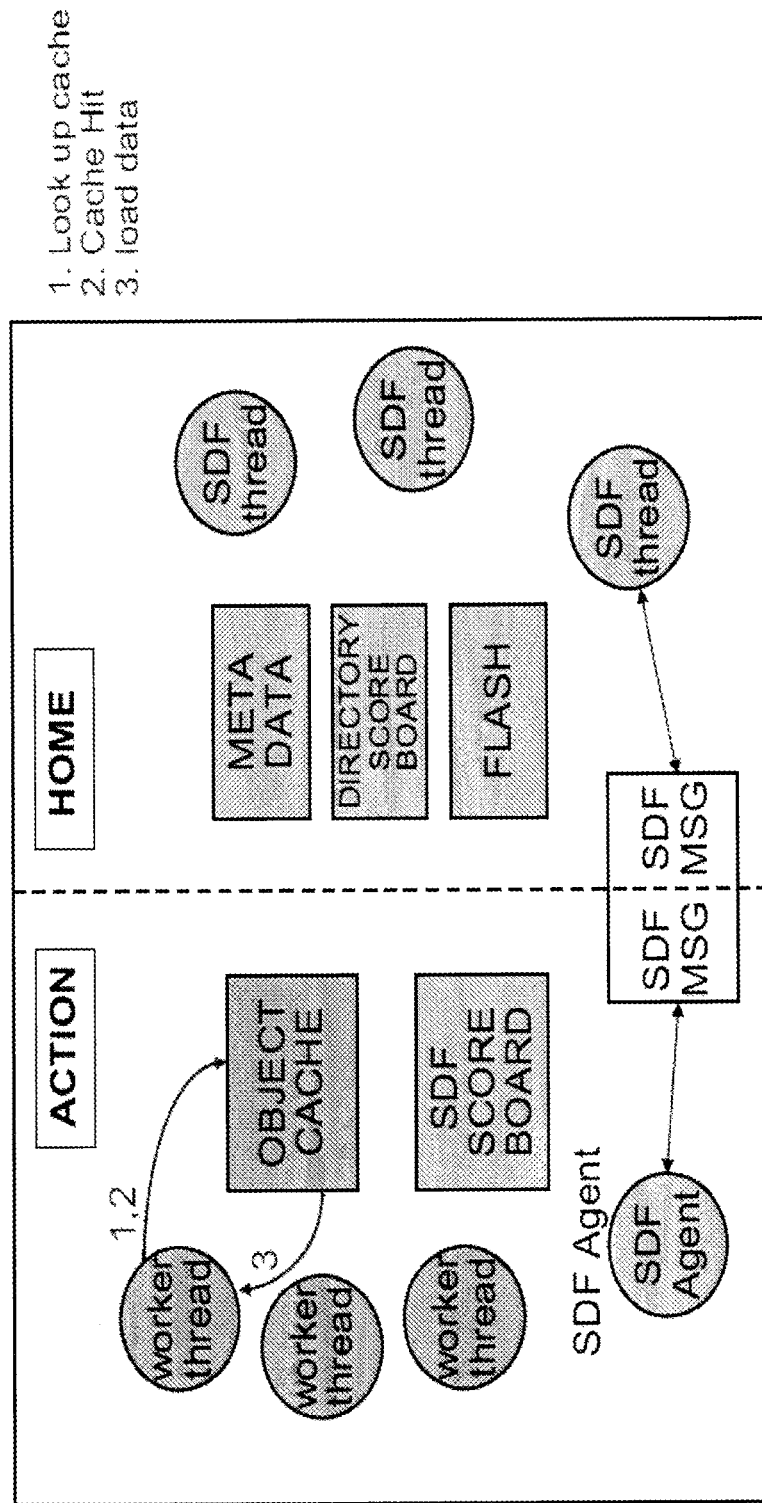 1. Look up cache
2. Cache Hit
3. load data
ACTION
HOME
1,2
3
worker
thread
worker
thread
worker
thread
OBJECT
CACHE
SDF
SCORE
BOARD
SDF Agent
SDF
Agent
SDF
MSG
SDF
MSG
META
DATA
DIRECTORY
SCORE
BOARD
FLASH
SDF
thread
SDF
thread
SDF
thread